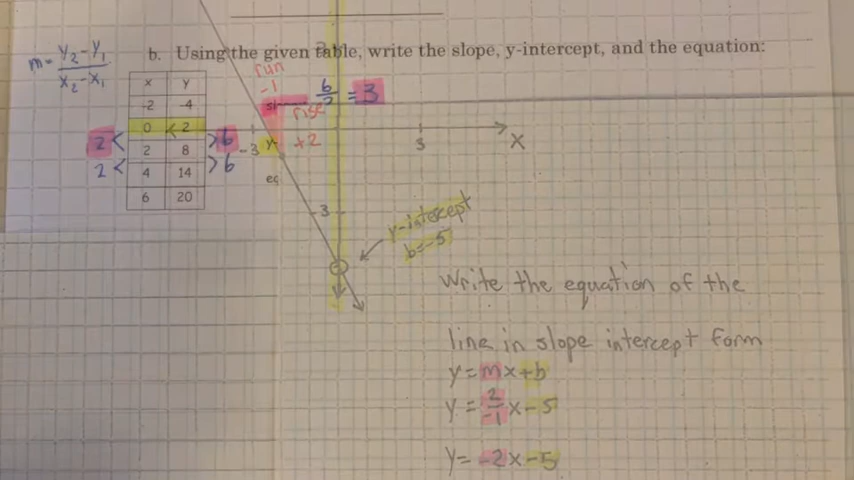 m = y₂-y₁ / x₂-x₁
b. Using the given table, write the slope, y-intercept, and the equation:
x y
-2 -4
0 2
2 8
4 14
6 20
2 < > 6
2 < > 6
run
-1
6/2 = 3
rise
+2
-3
3
X
3
y-intercept
b=-5
Write the equation of the
line in slope intercept form
y=mx+b
y=2/-1x-5
y=-2x-5